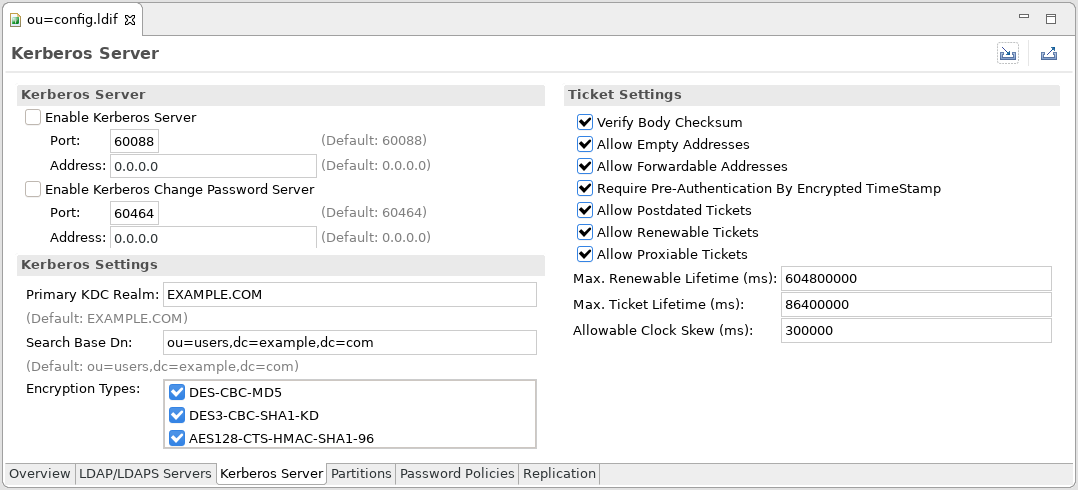 ou=config.ldif
Kerberos Server
Kerberos Server
Enable Kerberos Server
Port: 60088 (Default: 60088)
Address: 0.0.0.0 (Default: 0.0.0.0)
Enable Kerberos Change Password Server
Port: 60464 (Default: 60464)
Address: 0.0.0.0 (Default: 0.0.0.0)
Kerberos Settings
Primary KDC Realm: EXAMPLE.COM
(Default: EXAMPLE.COM)
Search Base Dn: ou=users,dc=example,dc=com
(Default: ou=users,dc=example,dc=com)
Encryption Types: DES-CBC-MD5
DES3-CBC-SHA1-KD
AES128-CTS-HMAC-SHA1-96
Ticket Settings
Verify Body Checksum
Allow Empty Addresses
Allow Forwardable Addresses
Require Pre-Authentication By Encrypted TimeStamp
Allow Postdated Tickets
Allow Renewable Tickets
Allow Proxiable Tickets
Max. Renewable Lifetime (ms): 604800000
Max. Ticket Lifetime (ms): 86400000
Allowable Clock Skew (ms): 300000
Overview LDAP/LDAPS Servers Kerberos Server Partitions Password Policies Replication